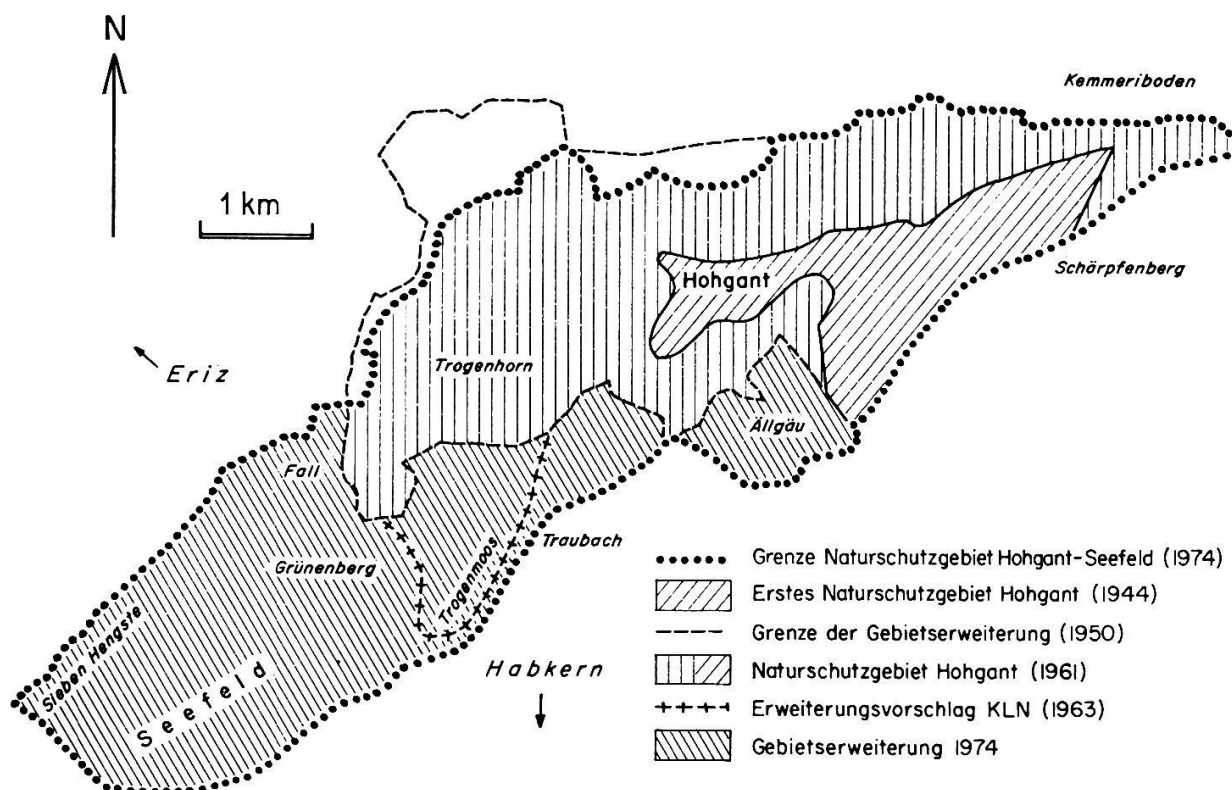 N
Kemmeriboden
1 km
Hohgant
Schärpfenberg
Eriz
Trogenhorn
Ällgäu
Fall
Traubach
Grünenberg
Trogenmoos
Sieben Hengste
Seefeld
Habkern
Grenze Naturschutzgebiet Hohgant-Seefeld (1974)
Erstes Naturschutzgebiet Hohgant (1944)
Grenze der Gebietserweiterung (1950)
Naturschutzgebiet Hohgant (1961)
Erweiterungsvorschlag KLN (1963)
Gebietserweiterung 1974